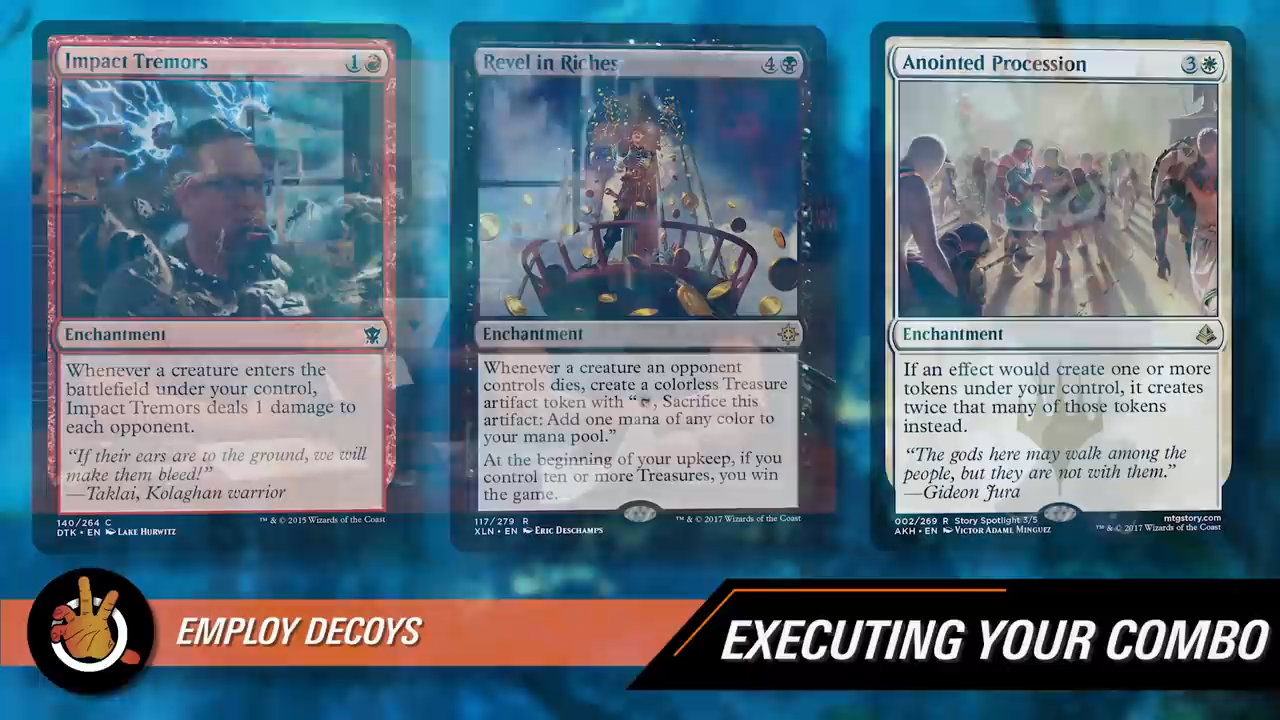 Impact Tremors 1
Enchantment
Whenever a creature enters the
battlefield under your control,
Impact Tremors deals 1 damage to
each opponent.
“If their ears are to the ground, we will
make them bleed!”
—Taklai, Kolaghan warrior
140/264 C
DTK • EN LAKE HURWITZ
™ & © 2015 Wizards of the Coast
Revel in Riches 4
Enchantment
Whenever a creature an opponent
controls dies, create a colorless Treasure
artifact token with “ , Sacrifice this
artifact: Add one mana of any color to
your mana pool.”
At the beginning of your upkeep, if you
control ten or more Treasures, you win
the game.
117/279 R
XLN • EN ERIC DESCHAMPS
™ & © 2017 Wizards of the Coast
Anointed Procession 3
Enchantment
If an effect would create one or more
tokens under your control, it creates
twice that many of those tokens
instead.
“The gods here may walk among the
people, but they are not with them.”
—Gideon Jura
002/269 R Story Spotlight 3/5
AKH • EN VICTOR ADAME MINGUEZ
mtgstory.com
™ & © 2017 Wizards of the Coast
EMPLOY DECOYS
EXECUTING YOUR COMBO